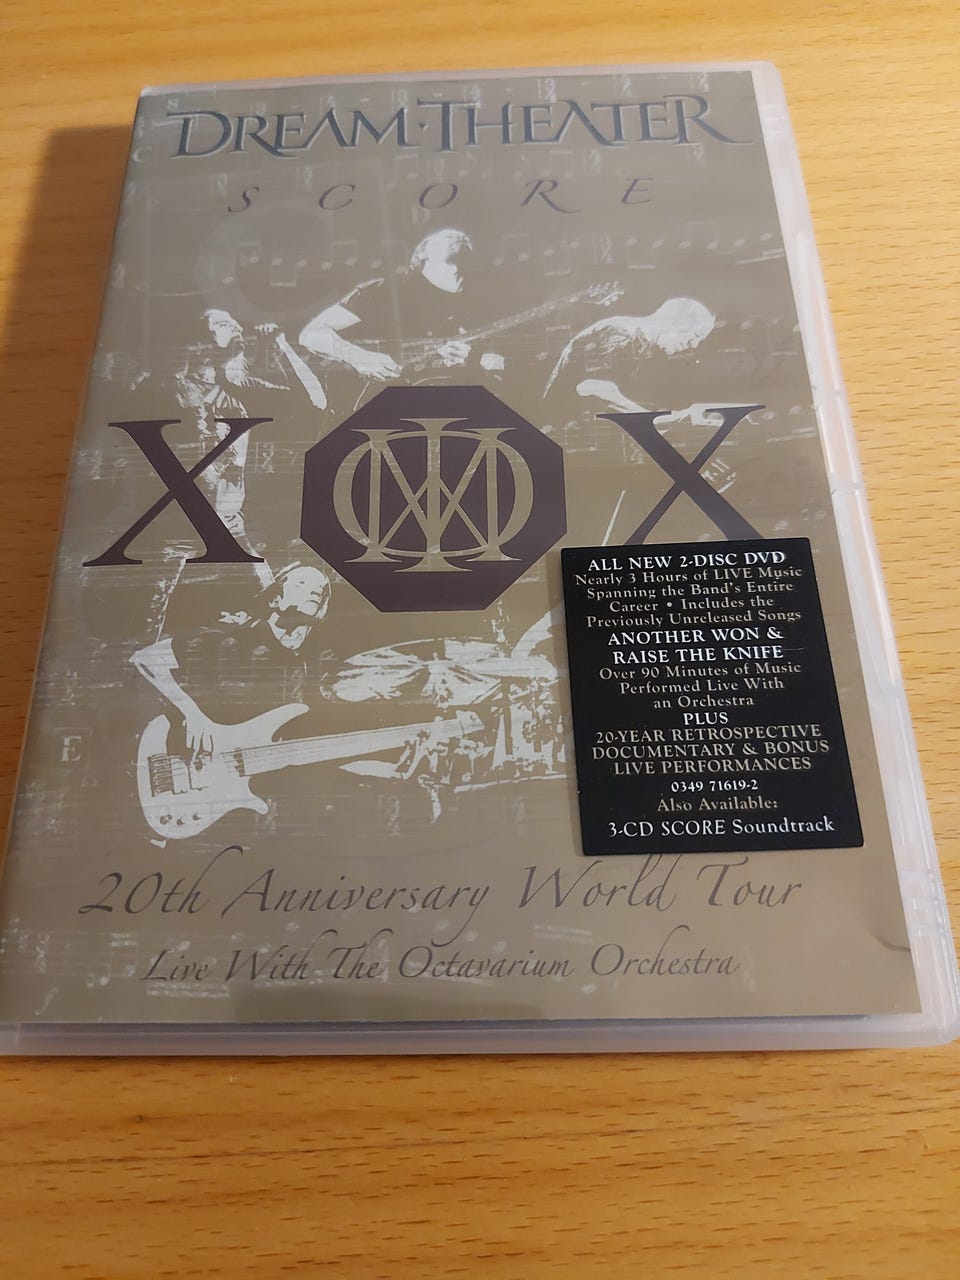 DREAM·THEATER
SCORE
X X
ALL NEW 2-DISC DVD
Nearly 3 Hours of LIVE Music
Spanning the Band's Entire
Career • Includes the
Previously Unreleased Songs
ANOTHER WON &
RAISE THE KNIFE
Over 90 Minutes of Music
Performed Live With
an Orchestra
PLUS
20-YEAR RETROSPECTIVE
DOCUMENTARY & BONUS
LIVE PERFORMANCES
0349 71619-2
Also Available:
3-CD SCORE Soundtrack
E
20th Anniversary World Tour
Live With The Octavarium Orchestra